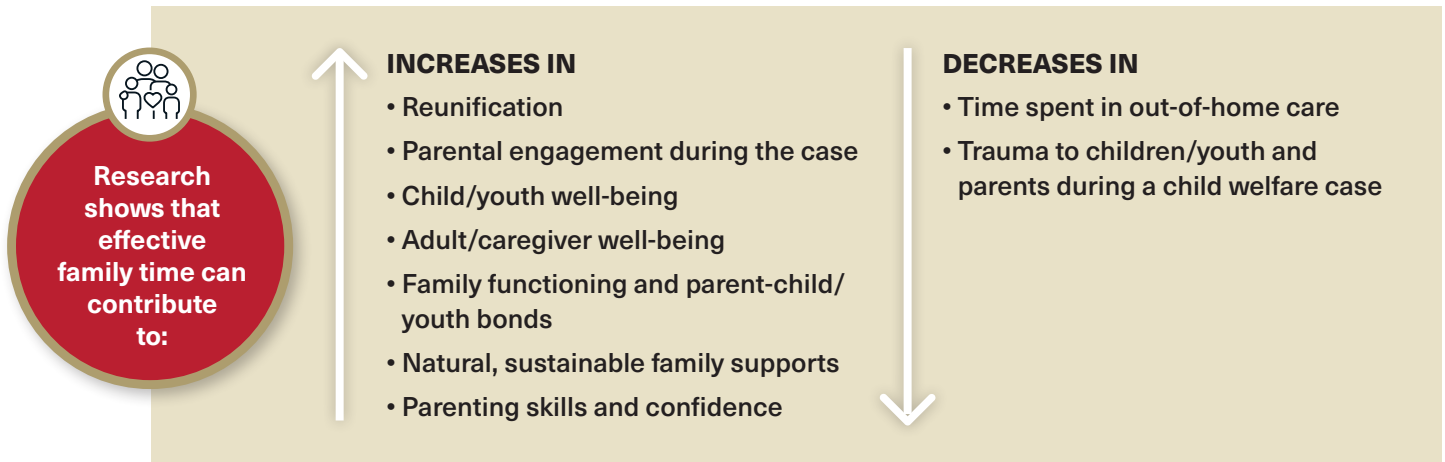 Research
shows that
effective
family time can
contribute
to:
INCREASES IN
• Reunification
• Parental engagement during the case
• Child/youth well-being
• Adult/caregiver well-being
• Family functioning and parent-child/
youth bonds
• Natural, sustainable family supports
• Parenting skills and confidence
DECREASES IN
• Time spent in out-of-home care
• Trauma to children/youth and
parents during a child welfare case